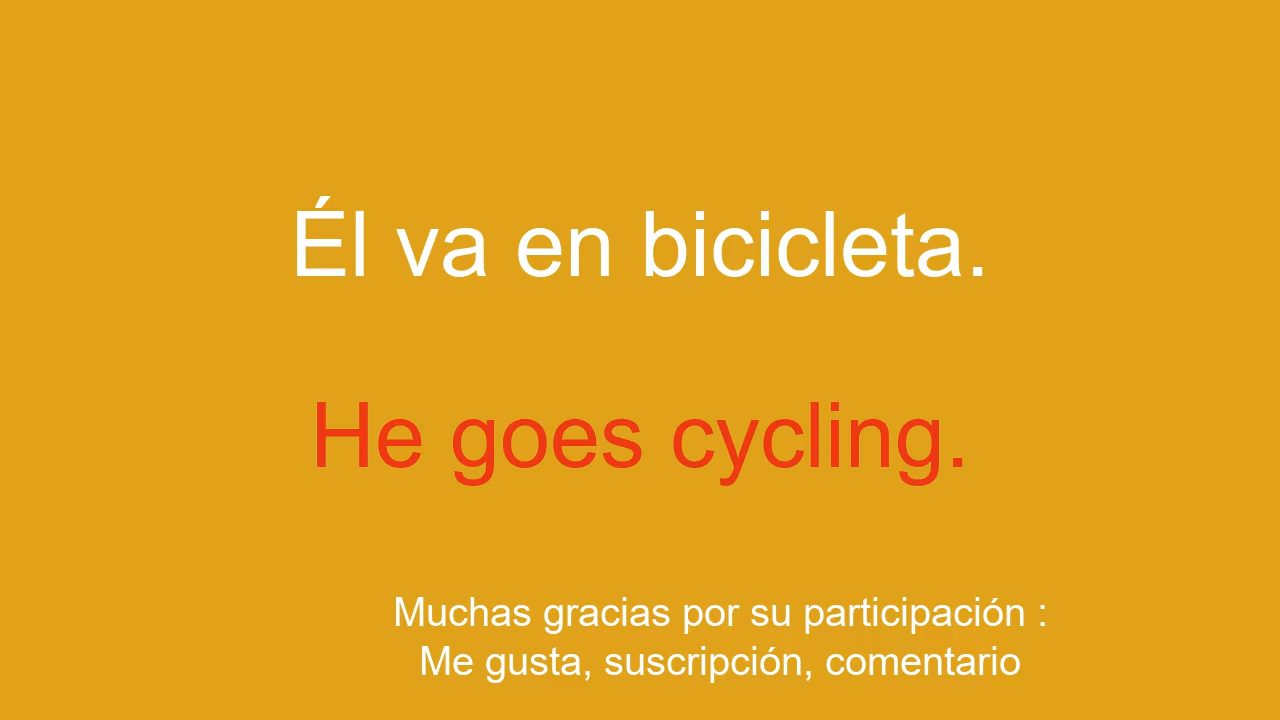 Él va en bicicleta.
He goes cycling.
Muchas gracias por su participación :
Me gusta, suscripción, comentario